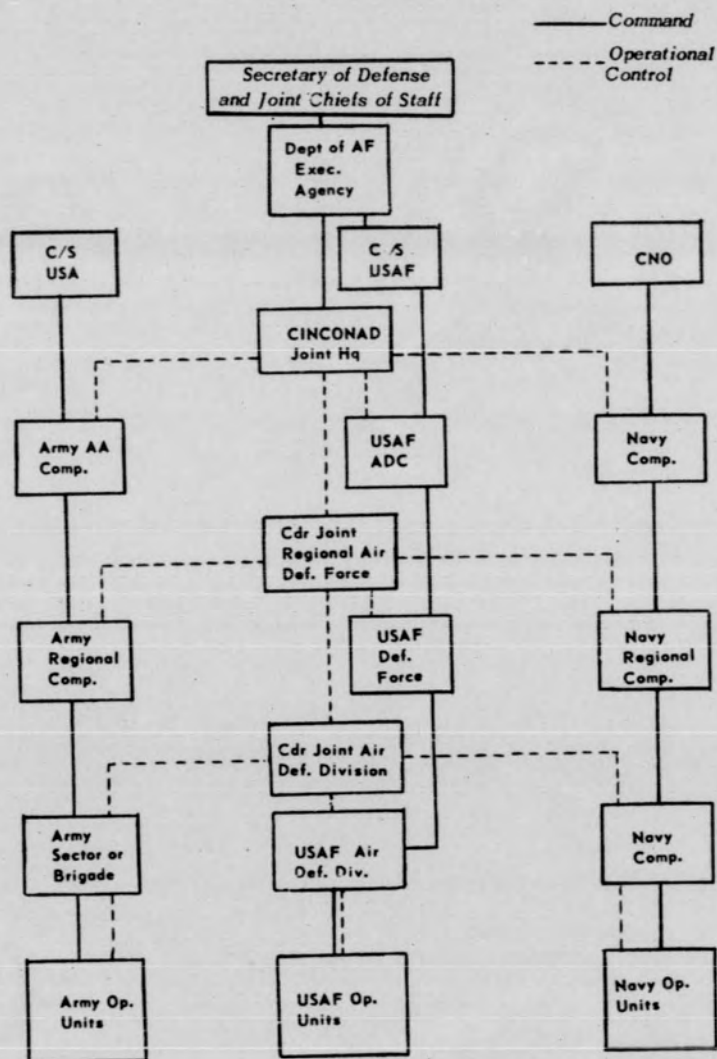 Command
Operational
Control
Secretary of Defense
and Joint Chiefs of Staff
Dept of AF
Exec.
Agency
C/S
USA
C/S
USAF
CNO
CINCONAD
Joint Hq
Army AA
Comp.
USAF
ADC
Navy
Comp.
Cdr Joint
Regional Air
Def. Force
Army
Regional
Comp.
USAF
Def.
Force
Navy
Regional
Comp.
Cdr Joint Air
Def. Division
Army
Sector or
Brigade
USAF Air
Def. Div.
Navy
Comp.
Army Op.
Units
USAF Op.
Units
Navy Op.
Units